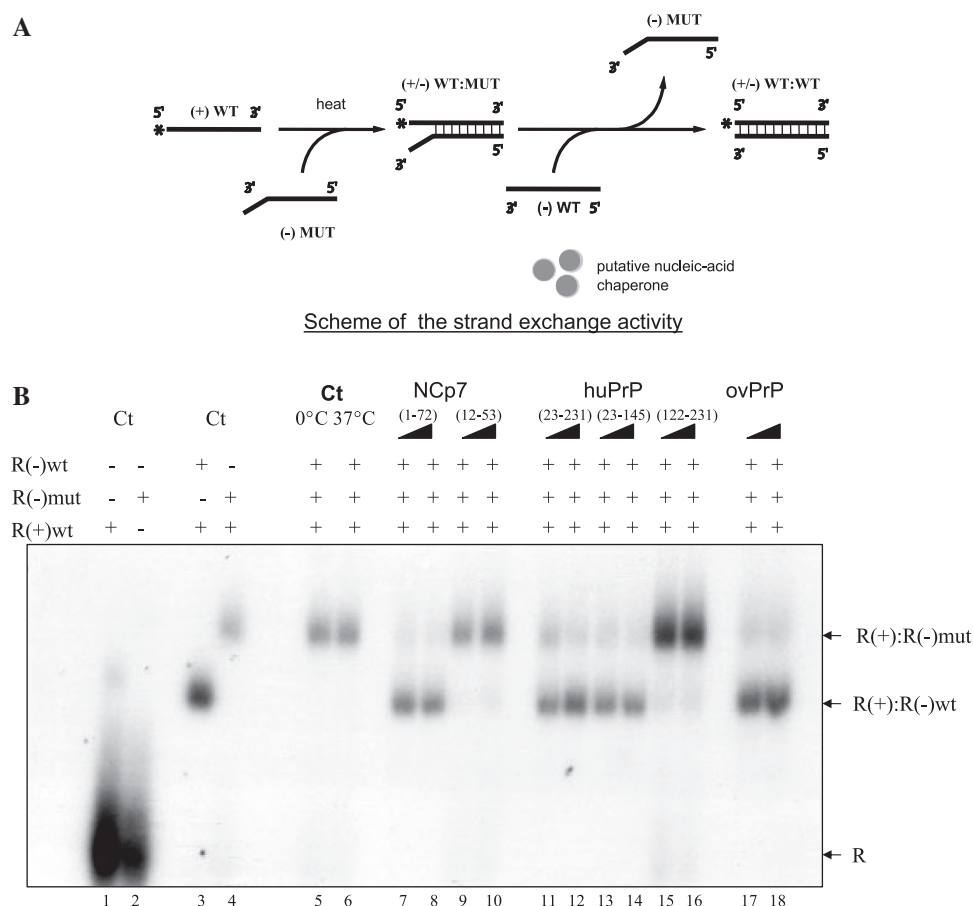 A
(-) MUT
3' 5'
(+/-) WT:MUT
(+/-) WT:WT
5' (+) WT 3'
heat
5' 3'
5' 3'
*
*
*
3' 5'
3' 5'
3' 5'
(-) MUT
3' (-) WT 5'
putative nucleic-acid
chaperone
Scheme of the strand exchange activity
B
Ct Ct Ct NCp7 huPrP ovPrP
0°C 37°C (1-72) (12-53) (23-231) (23-145) (122-231)
R(-)wt - - + - + + + + + + + + + + + + + +
R(-)mut - + - + + + + + + + + + + + + + + +
R(+)wt + - + + + + + + + + + + + + + + + +
R(+):R(-)mut
R(+):R(-)wt
R
1 2 3 4 5 6 7 8 9 10 11 12 13 14 15 16 17 18